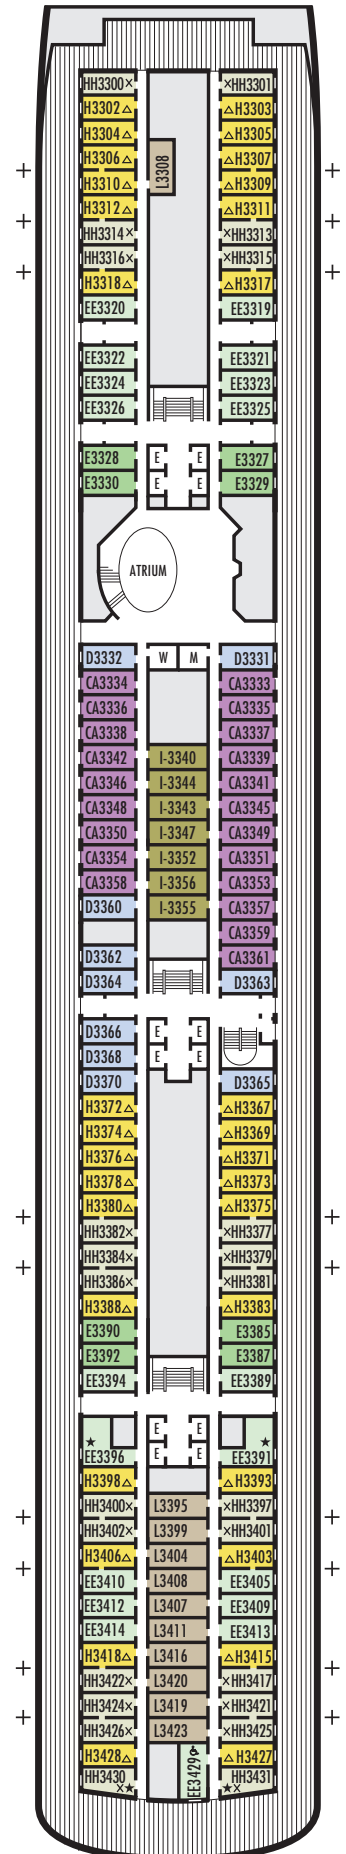 HH3300× ×HH3301
H3302△ △H3303
H3304△ △H3305
H3306△ L3308 △H3307
H3310△ △H3309
H3312△ △H3311
HH3314× ×HH3313
HH3316× ×HH3315
H3318△ △H3317
EE3320 EE3319
EE3322 EE3321
EE3324 EE3323
EE3326 EE3325
E3328 E E E3327
E3330 E E E3329
ATRIUM
D3332 W M D3331
CA3334 CA3333
CA3336 CA3335
CA3338 CA3337
CA3342 I-3340 CA3339
CA3346 I-3344 CA3341
CA3348 I-3343 CA3345
CA3350 I-3347 CA3349
CA3354 I-3352 CA3351
CA3358 I-3356 CA3353
D3360 I-3355 CA3357
CA3359
D3362 CA3361
D3364 D3363
D3366 E E
D3368 E E
D3370 D3365
H3372△ △H3367
H3374△ △H3369
H3376△ △H3371
H3378△ △H3373
H3380△ △H3375
HH3382× ×HH3377
HH3384× ×HH3379
HH3386× ×HH3381
H3388△ △H3383
E3390 E3385
E3392 E3387
EE3394 EE3389
★ E E ★
EE3396 E E EE3391
H3398△ △H3393
HH3400× L3395 ×HH3397
HH3402× L3399 ×HH3401
H3406△ L3404 △H3403
EE3410 L3408 EE3405
EE3412 L3407 EE3409
EE3414 L3411 EE3413
H3418△ L3416 △H3415
HH3422× L3420 ×HH3417
HH3424× L3419 ×HH3421
HH3426× L3423 ×HH3425
H3428△ EE3429 △H3427
HH3430 HH3431
×★ ★×